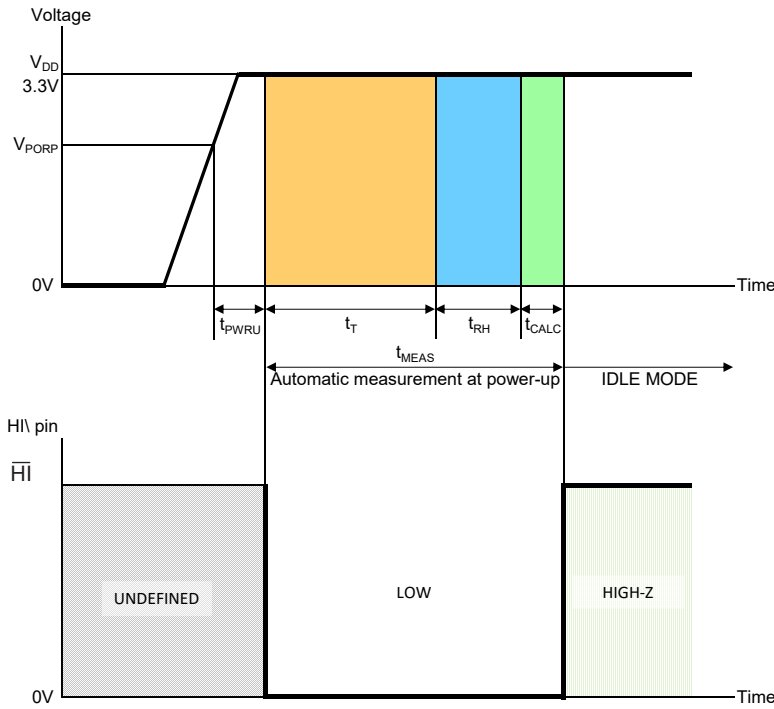 Voltage
VDD
3.3V
VPORP
0V
Time
tPWRU
tT
tRH
tCALC
tMEAS
Automatic measurement at power-up
IDLE MODE
HI\ pin
H̅I̅
UNDEFINED
LOW
HIGH-Z
0V
Time